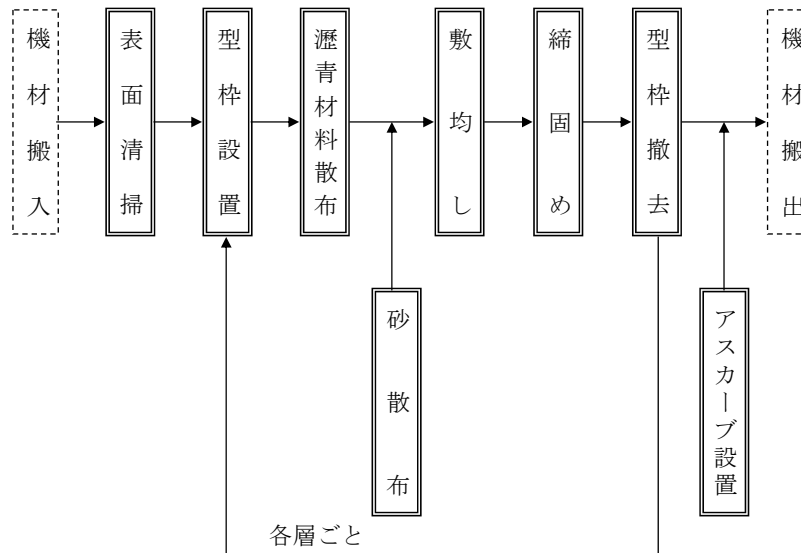 機材搬入
表面清掃
型枠設置
瀝青材料散布
敷均し
締固め
型枠撤去
機材搬出
砂散布
アスカーブ設置
各層ごと